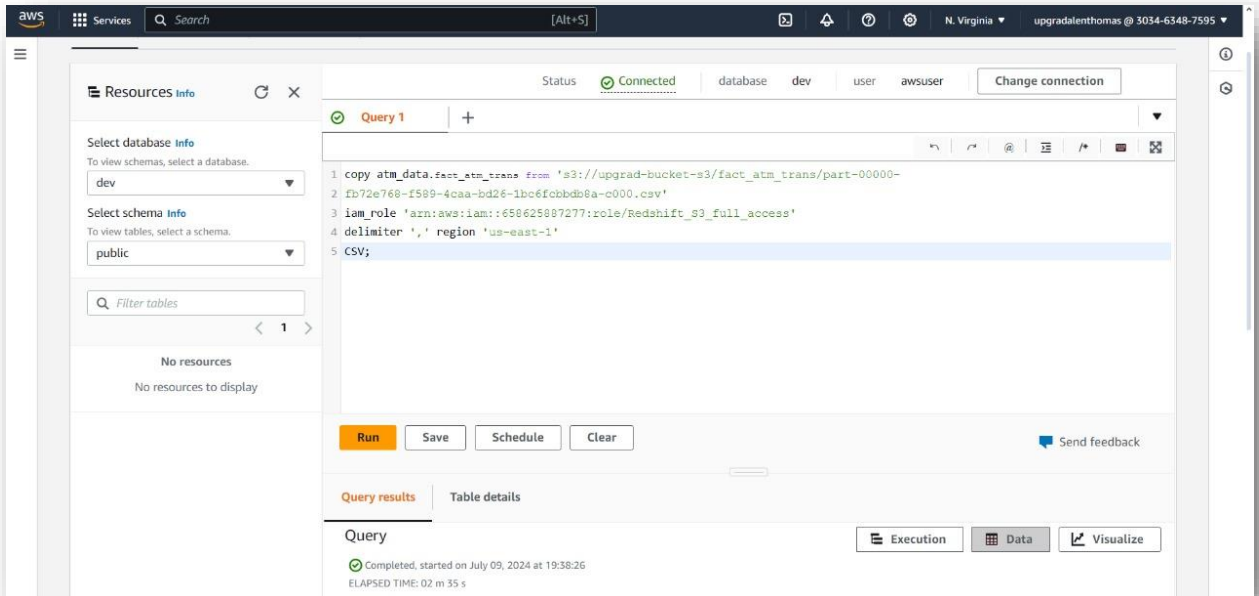 aws
Services
Search
[Alt+S]
N. Virginia
upgradalenthomas @ 3034-6348-7595
Resources Info
Status
Connected
database
dev
user
awsuser
Change connection
Query 1
Select database Info
To view schemas, select a database.
dev
Select schema Info
To view tables, select a schema.
public
Filter tables
1
No resources
No resources to display
1 copy atm_data.fact_atm_trans from 's3://upgrad-bucket-s3/fact_atm_trans/part-00000-
2 fb72e768-f589-4caa-bd26-1bc6fcbbdb8a-c000.csv'
3 iam_role 'arn:aws:iam::658625887277:role/Redshift_S3_full_access'
4 delimiter ',' region 'us-east-1'
5 CSV;
Run
Save
Schedule
Clear
Send feedback
Query results
Table details
Query
Execution
Data
Visualize
Completed, started on July 09, 2024 at 19:38:26
ELAPSED TIME: 02 m 35 s